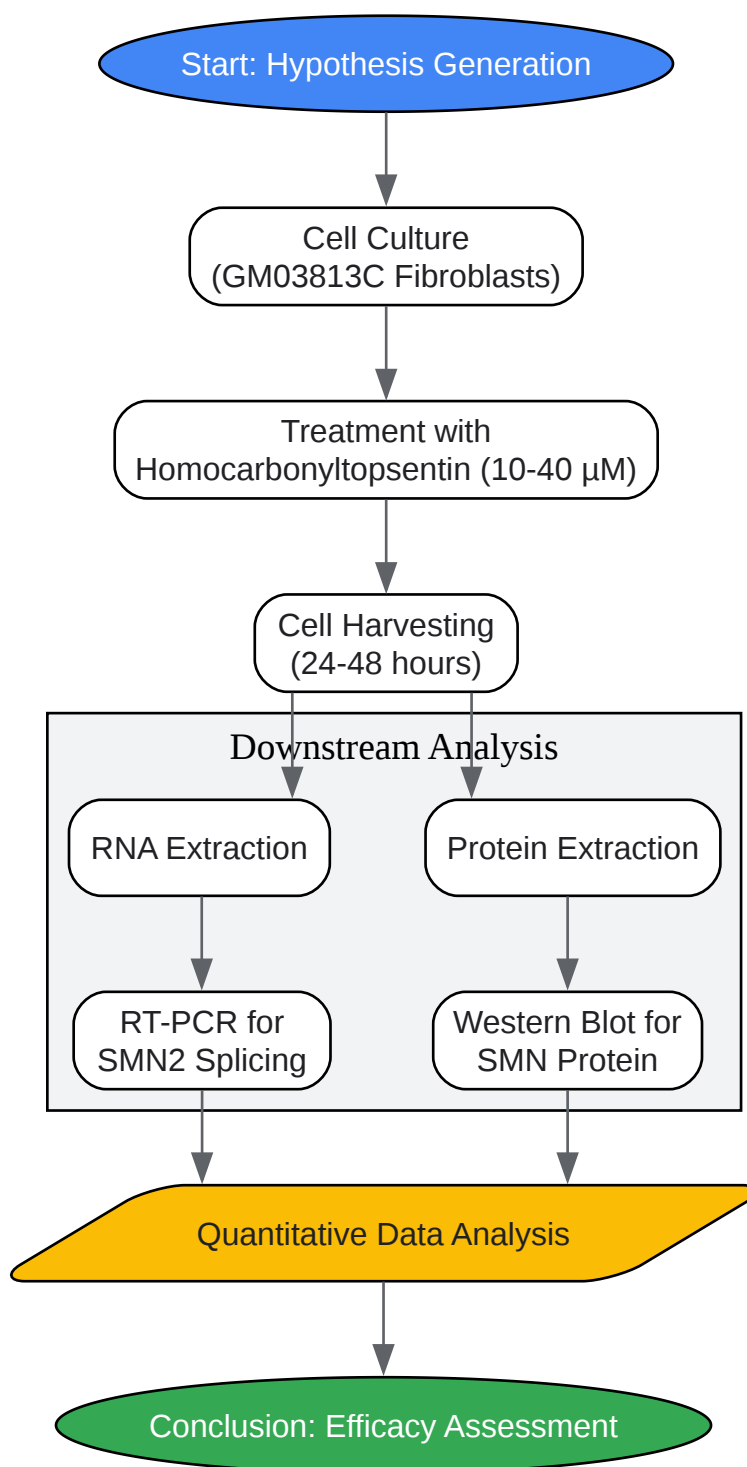 Start: Hypothesis Generation
Cell Culture
(GM03813C Fibroblasts)
Treatment with
Homocarbonyltopsentin (10-40 µM)
Cell Harvesting
(24-48 hours)
Downstream Analysis
RNA Extraction
Protein Extraction
RT-PCR for
SMN2 Splicing
Western Blot for
SMN Protein
Quantitative Data Analysis
Conclusion: Efficacy Assessment